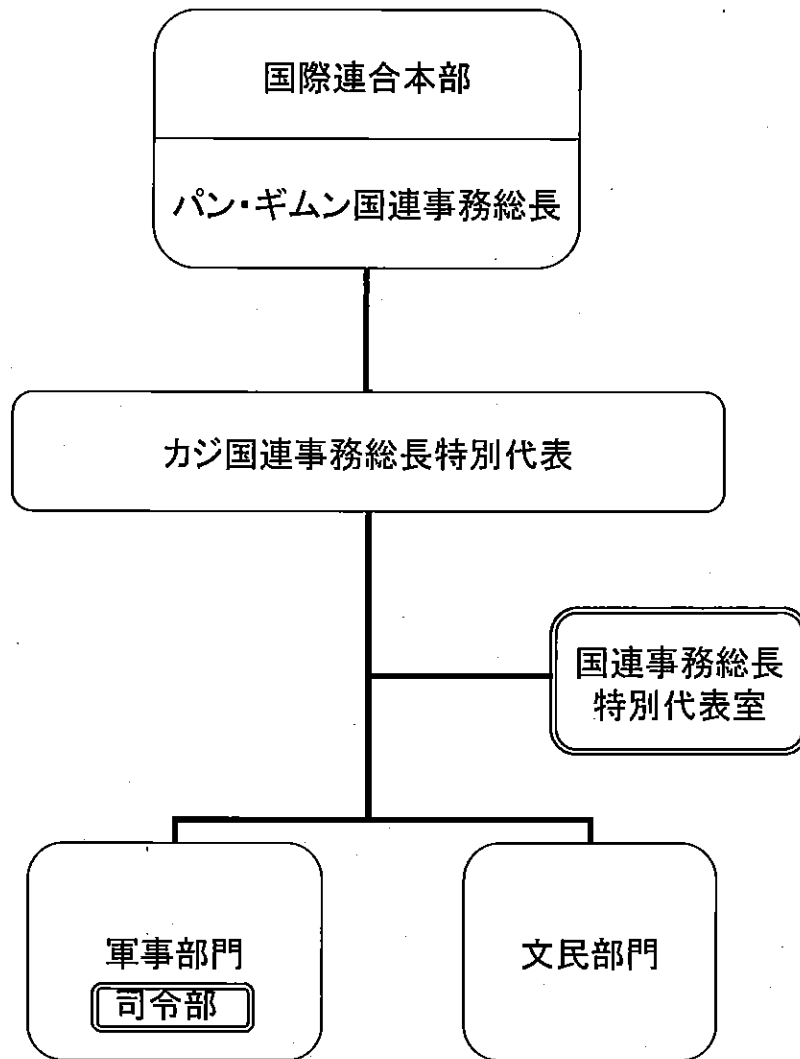 国際連合本部
パン・ギムン国連事務総長
カジ国連事務総長特別代表
国連事務総長
特別代表室
軍事部門
司令部
文民部門